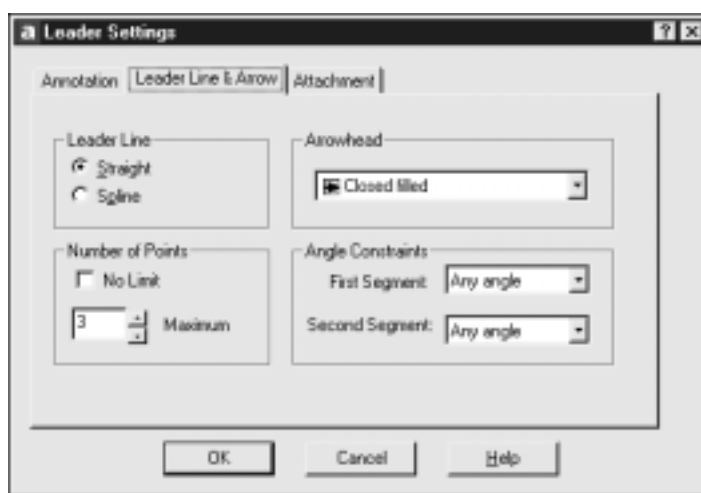 a Leader Settings ? ×
Annotation Leader Line & Arrow Attachment
Leader Line
Straight
Spline
Arrowhead
Closed filled
Number of Points
No Limit
3 Maximum
Angle Constraints
First Segment: Any angle
Second Segment: Any angle
OK Cancel Help